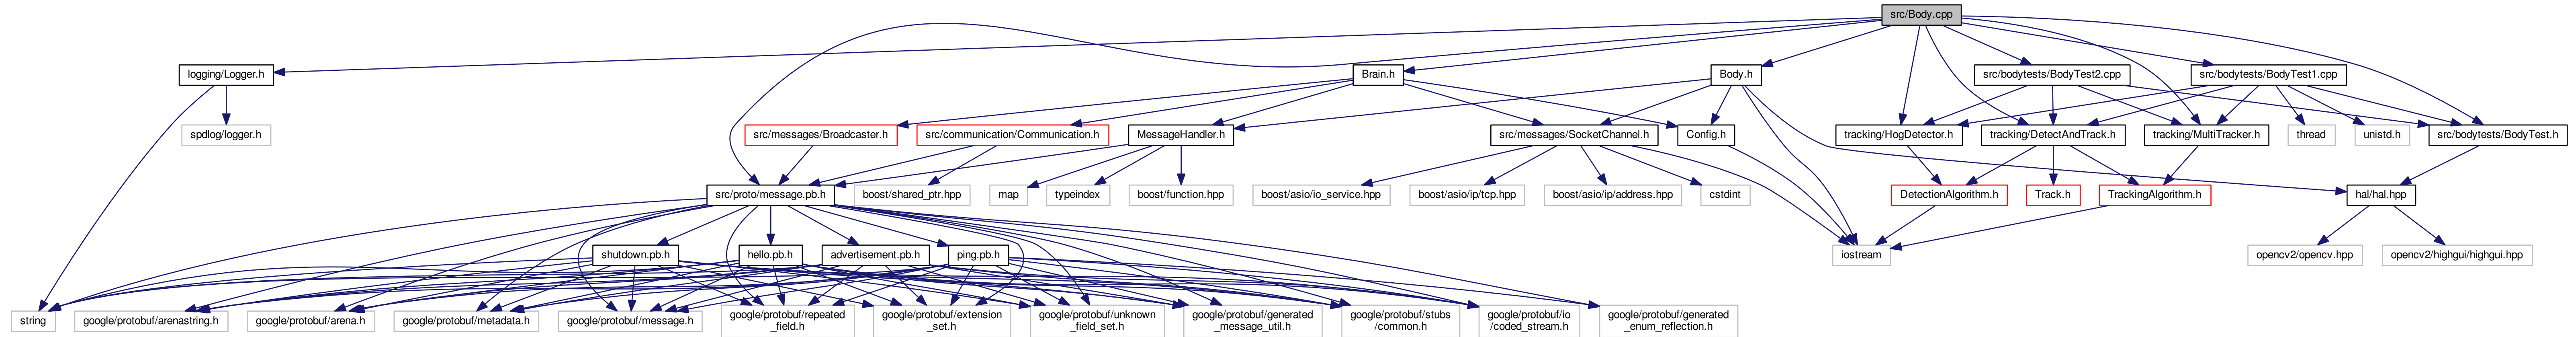 src/Body.cpp
logging/Logger.h
Brain.h
Body.h
src/bodytests/BodyTest2.cpp
src/bodytests/BodyTest1.cpp
spdlog/logger.h
src/messages/Broadcaster.h
src/communication/Communication.h
MessageHandler.h
src/messages/SocketChannel.h
Config.h
tracking/HogDetector.h
tracking/DetectAndTrack.h
tracking/MultiTracker.h
thread
unistd.h
src/bodytests/BodyTest.h
src/proto/message.pb.h
boost/shared_ptr.hpp
map
typeindex
boost/function.hpp
boost/asio/io_service.hpp
boost/asio/ip/tcp.hpp
boost/asio/ip/address.hpp
cstdint
DetectionAlgorithm.h
Track.h
TrackingAlgorithm.h
hal/hal.hpp
shutdown.pb.h
hello.pb.h
advertisement.pb.h
ping.pb.h
iostream
opencv2/opencv.hpp
opencv2/highgui/highgui.hpp
string
google/protobuf/arenastring.h
google/protobuf/arena.h
google/protobuf/metadata.h
google/protobuf/message.h
google/protobuf/repeated
_field.h
google/protobuf/extension
_set.h
google/protobuf/unknown
_field_set.h
google/protobuf/generated
_message_util.h
google/protobuf/stubs
/common.h
google/protobuf/io
/coded_stream.h
google/protobuf/generated
_enum_reflection.h